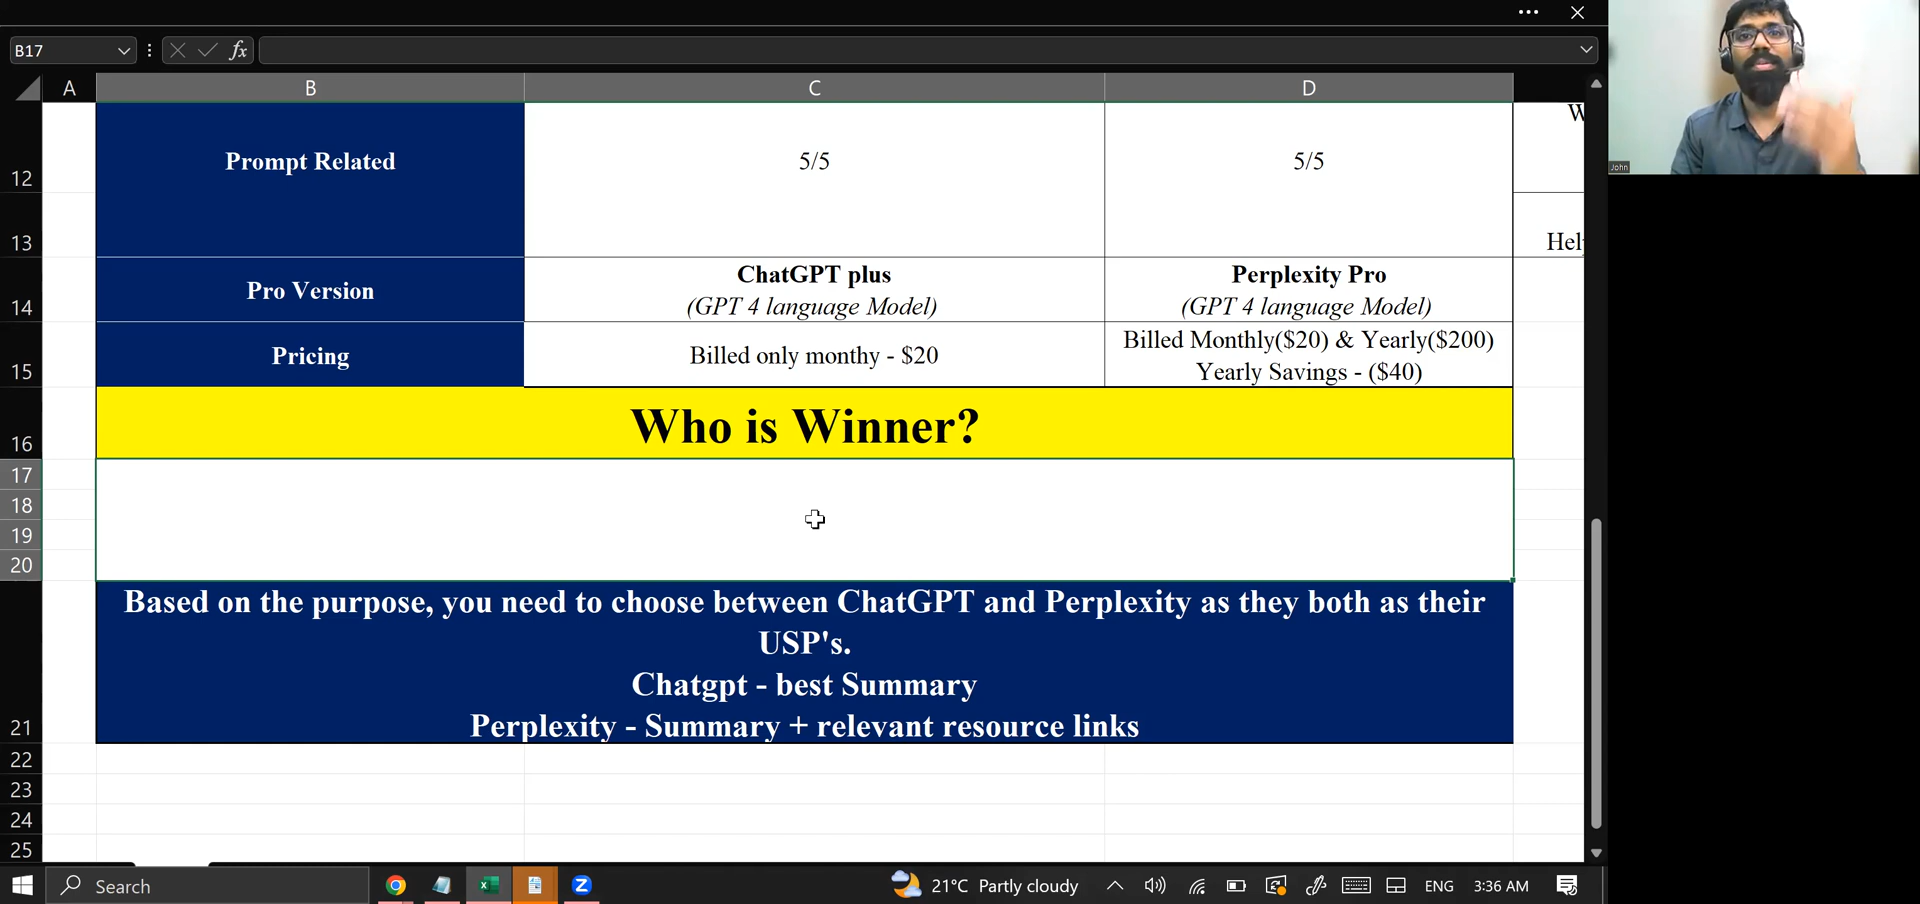 B17
fx
A B C D
12 Prompt Related 5/5 5/5 W
13 Hel
14 Pro Version ChatGPT plus Perplexity Pro
(GPT 4 language Model) (GPT 4 language Model)
15 Pricing Billed only monthy - $20 Billed Monthly($20) & Yearly($200)
Yearly Savings - ($40)
16 Who is Winner?
17
18
19
20
Based on the purpose, you need to choose between ChatGPT and Perplexity as they both as their
USP's.
Chatgpt - best Summary
21 Perplexity - Summary + relevant resource links
22
23
24
25
John
Search 21°C Partly cloudy ENG 3:36 AM